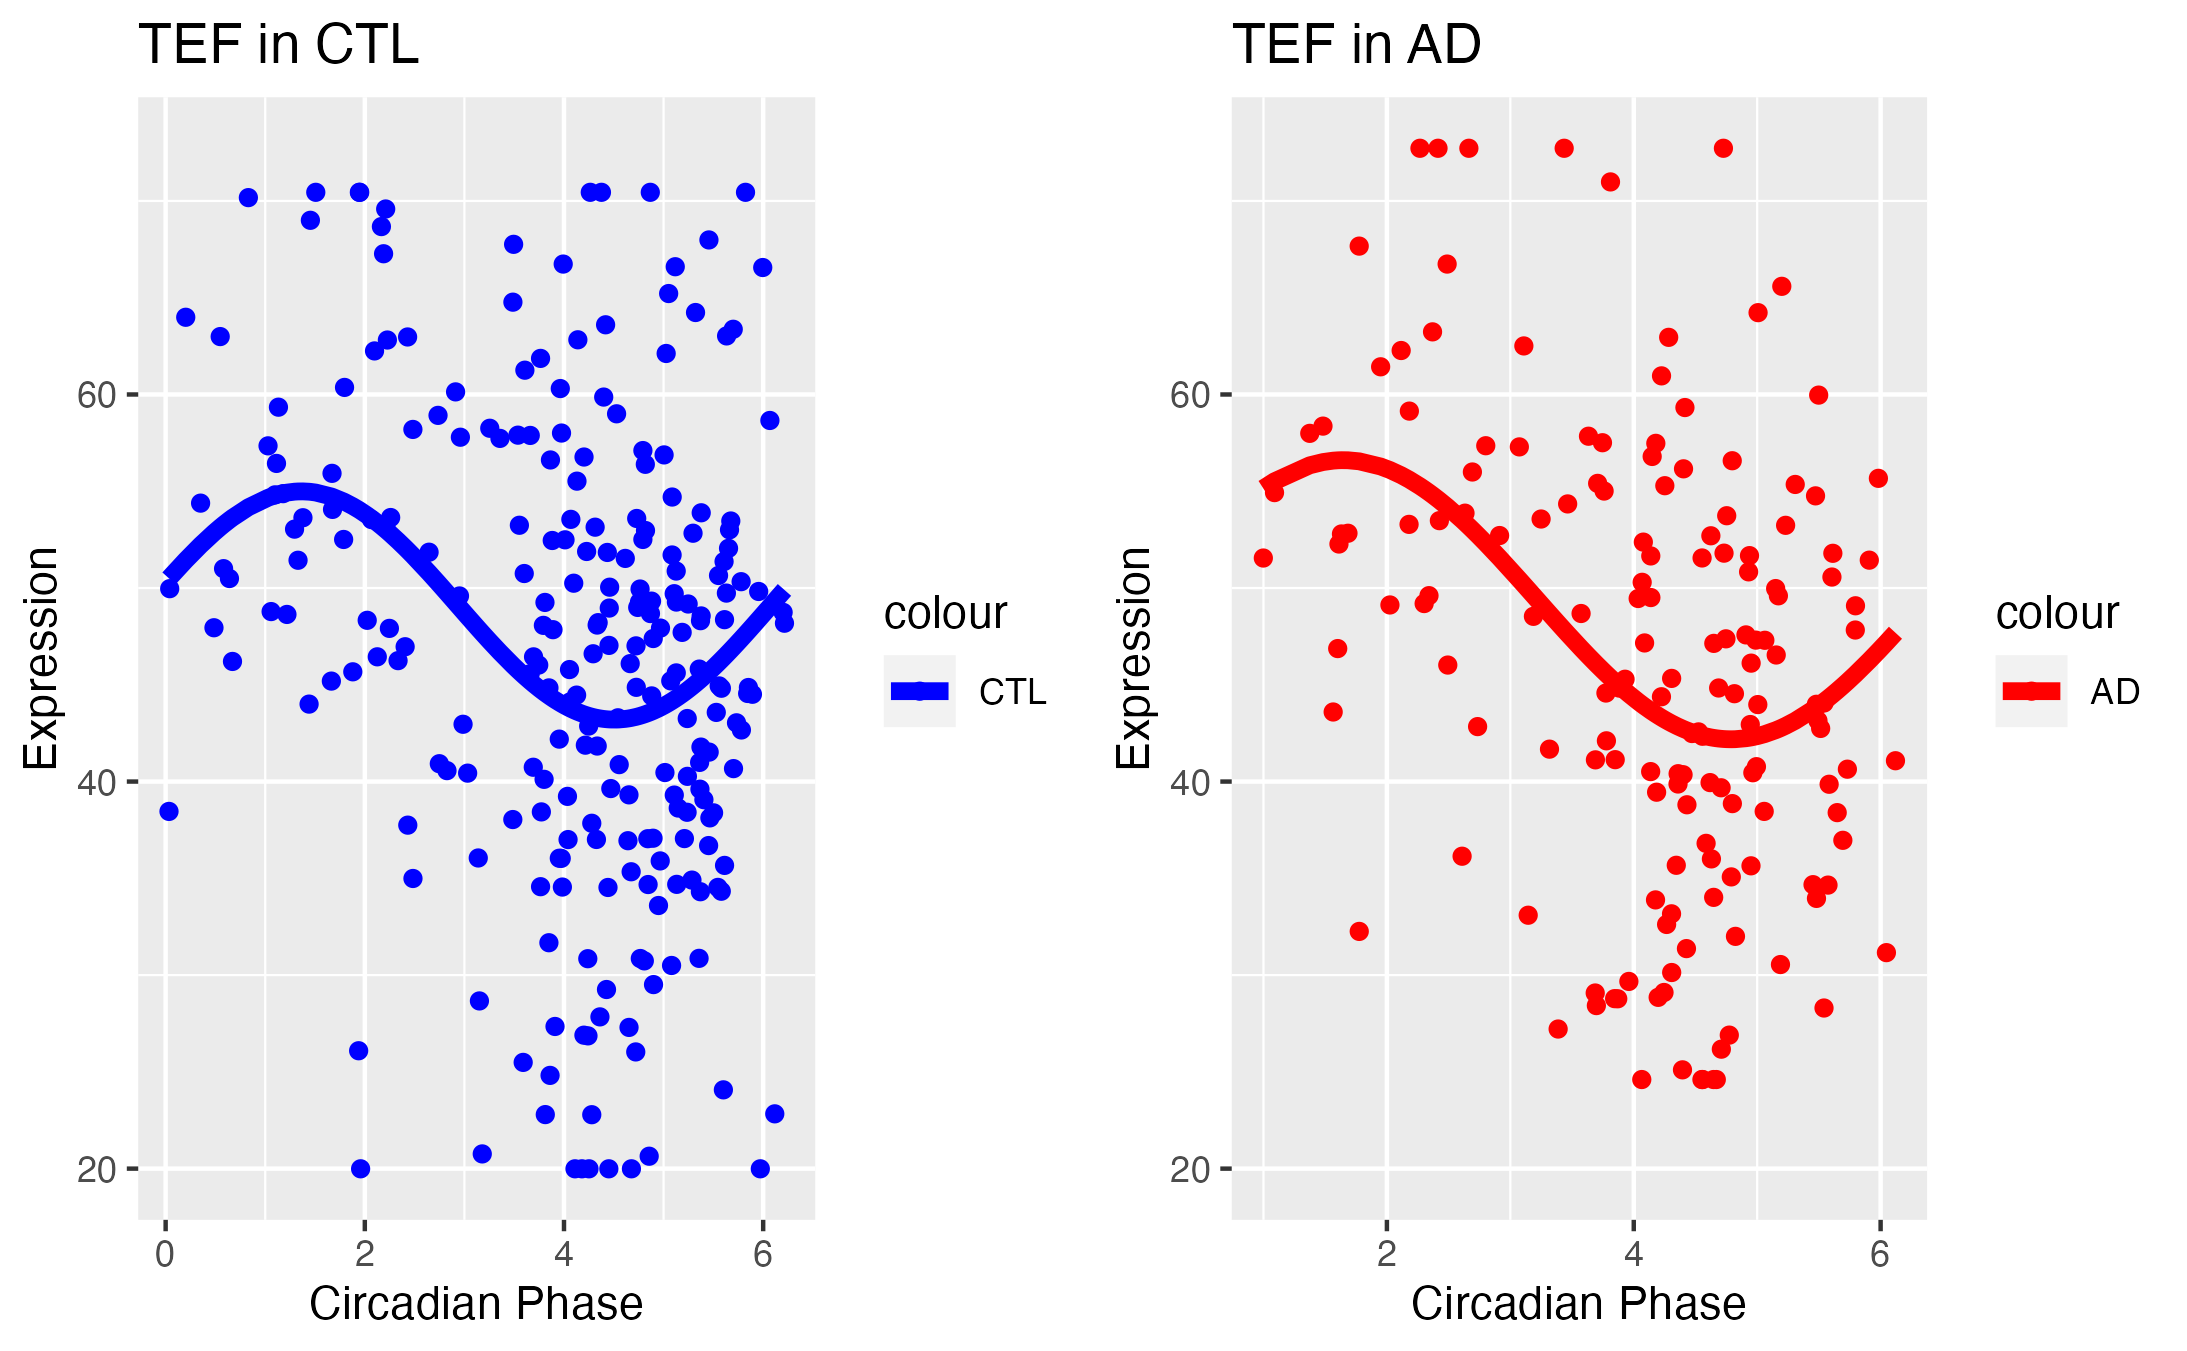 TEF in CTL
Expression
60
40
20
0 2 4 6
Circadian Phase
colour
CTL
TEF in AD
Expression
60
40
20
2 4 6
Circadian Phase
colour
AD